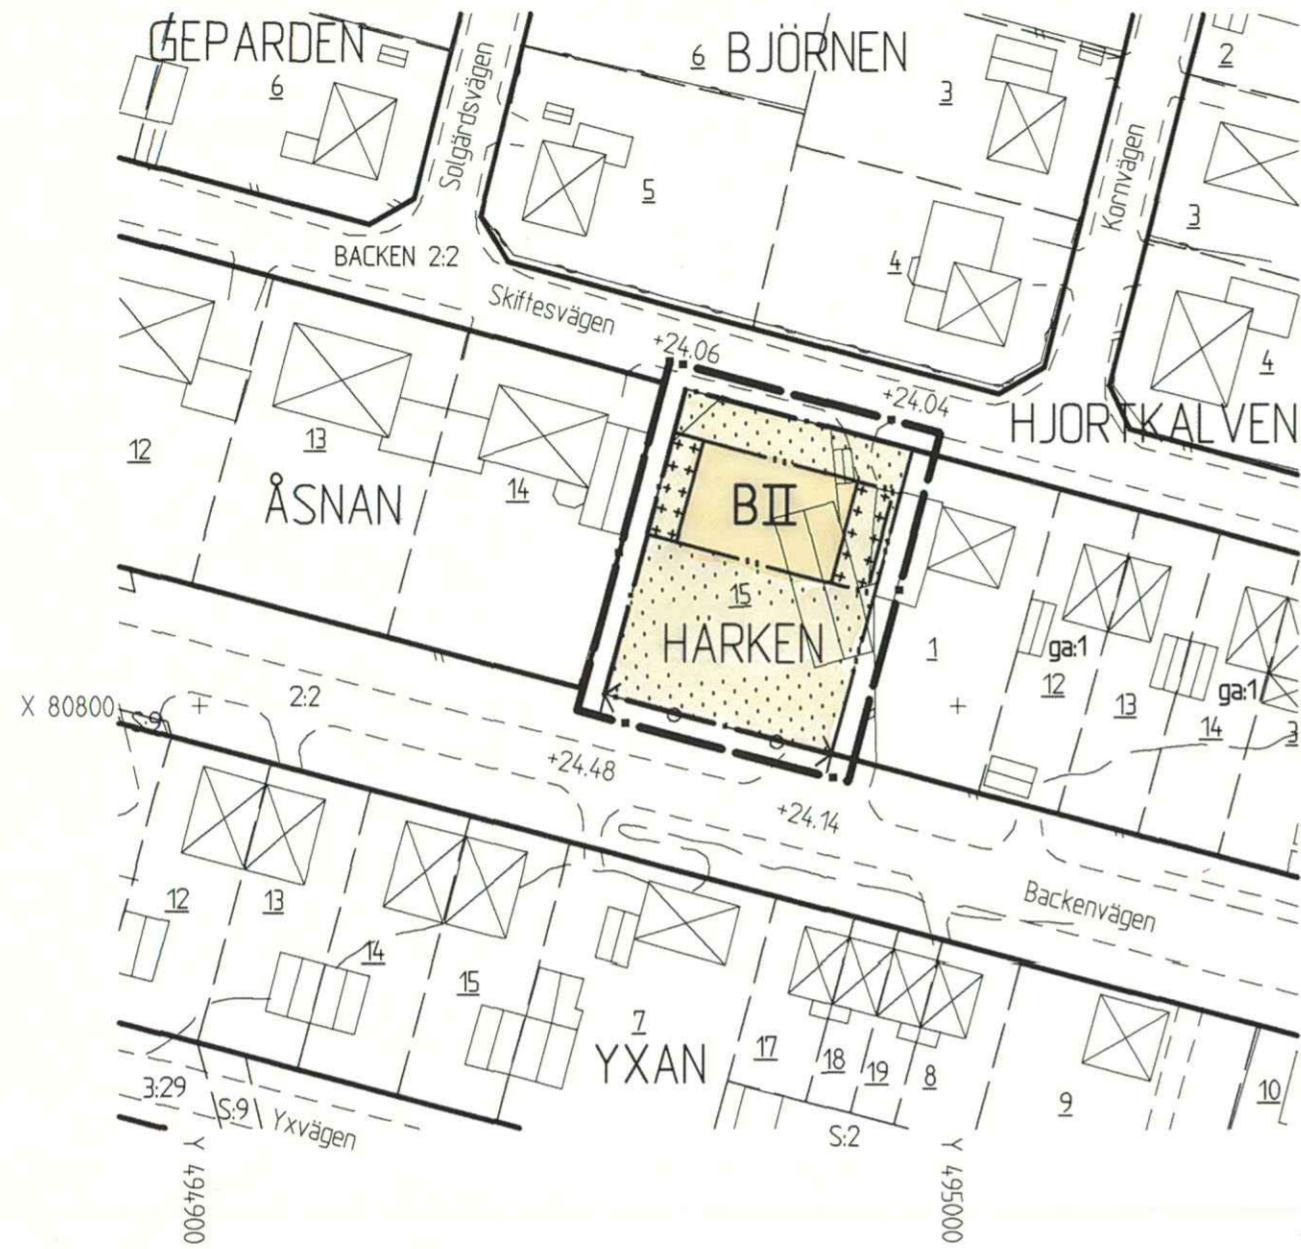 GEPARDEN
6
Solgärdsvägen
6 BJÖRNEN
3
2
Kornvägen
5
3
BACKEN 2:2
4
Skiftesvägen
+24.06
4
+24.04
HJORTKALVEN
12
13
14
ÅSNAN
BII
15
HARKEN
1
ga:1
12
13
ga:1
14
3
X 80800
:9
2:2
+24.48
+24.14
Backenvägen
12
13
14
15
7
YXAN
17
18
19
8
9
10
3:29
S:9
Yxvägen
S:2
Y 494900
Y 495000